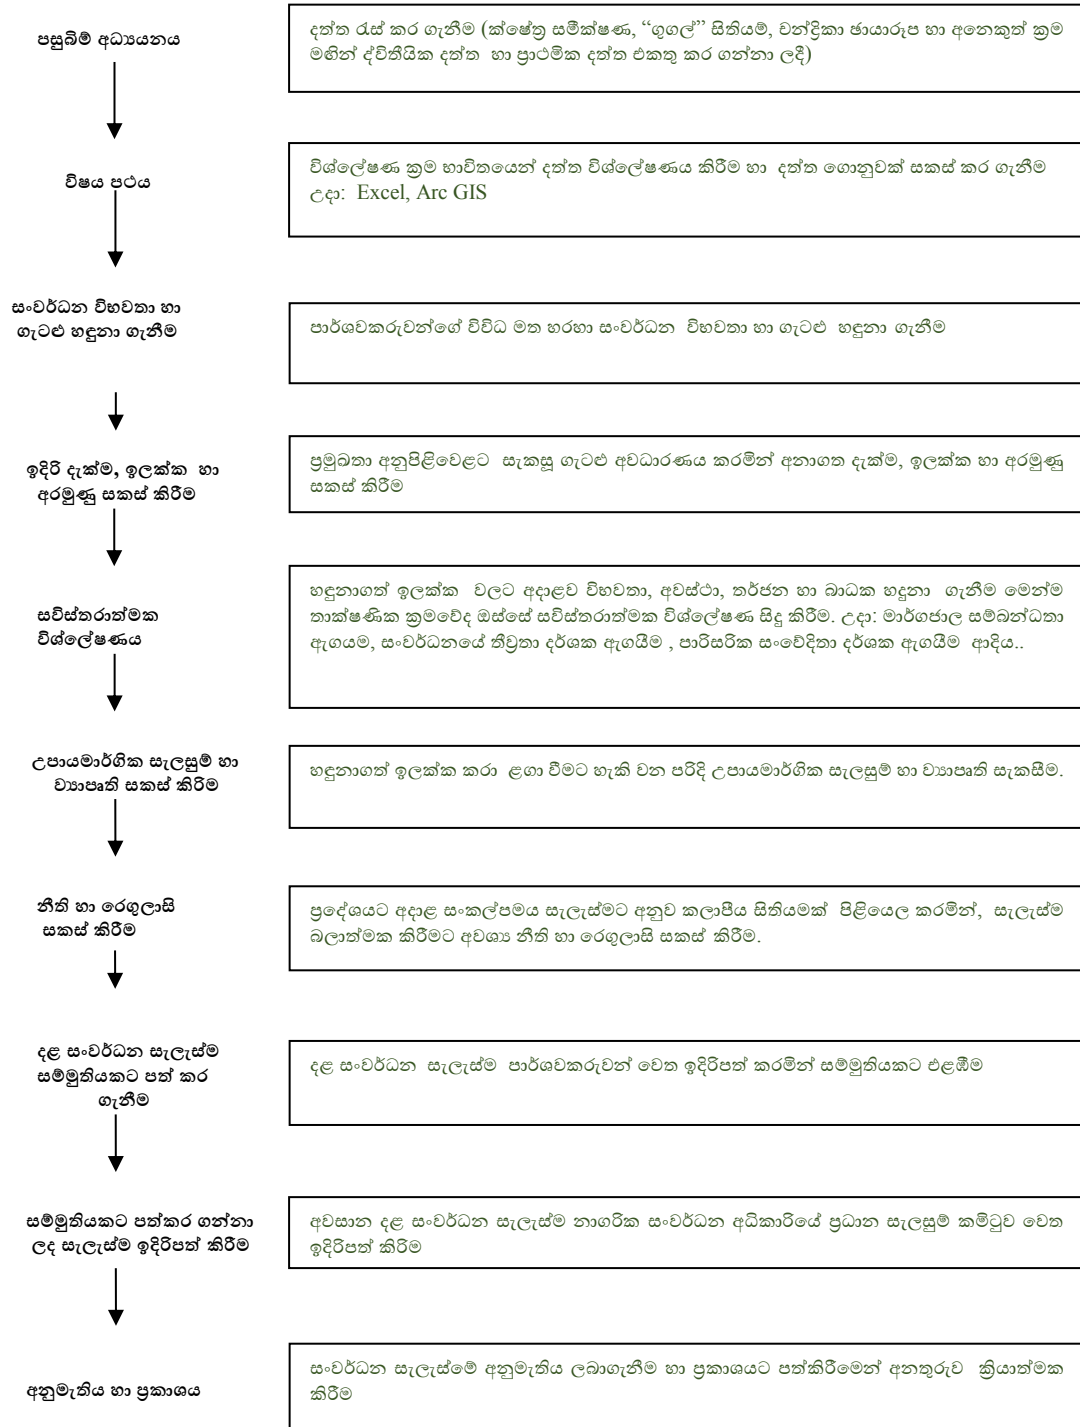 පසුබිම් අධ්‍යයනය
දත්ත රැස් කර ගැනීම (ක්ෂේත්‍ර සමීක්ෂණ, “ගුගල්” සිතියම්, චන්ද්‍රිකා ඡායාරූප හා අනෙකුත් ක්‍රම
මඟින් ද්විතීයික දත්ත හා ප්‍රාථමික දත්ත එකතු කර ගන්නා ලදී)
විෂය පථය
විශ්ලේෂණ ක්‍රම භාවිතයෙන් දත්ත විශ්ලේෂණය කිරීම හා දත්ත ගොනුවක් සකස් කර ගැනීම
උදා: Excel, Arc GIS
සංවර්ධන විභවතා හා
ගැටළු හඳුනා ගැනීම
පාර්ශවකරුවන්ගේ විවිධ මත හරහා සංවර්ධන විභවතා හා ගැටළු හඳුනා ගැනීම
ඉදිරි දැක්ම, ඉලක්ක හා
අරමුණු සකස් කිරීම
ප්‍රමුඛතා අනුපිළිවෙළට සැකසූ ගැටළු අවධාරණය කරමින් අනාගත දැක්ම, ඉලක්ක හා අරමුණු
සකස් කිරීම
සවිස්තරාත්මක
විශ්ලේෂණය
හඳුනාගත් ඉලක්ක වලට අදාළව විභවතා, අවස්ථා, තර්ජන හා බාධක හදුනා ගැනීම මෙන්ම
තාක්ෂණික ක්‍රමවේද ඔස්සේ සවිස්තරාත්මක විශ්ලේෂණ සිදු කිරීම. උදා: මාර්ගජාල සම්බන්ධතා
ඇගයම, සංවර්ධනයේ තීව්‍රතා දර්ශක ඇගයීම , පාරිසරික සංවේදිතා දර්ශක ඇගයීම ආදිය..
උපායමාර්ගික සැලසුම් හා
ව්‍යාපෘති සකස් කිරිම
හඳුනාගත් ඉලක්ක කරා ළගා වීමට හැකි වන පරිදි උපායමාර්ගික සැලසුම් හා ව්‍යාපෘති සැකසීම.
නීති හා රෙගුලාසි
සකස් කිරීම
ප්‍රදේශයට අදාළ සංකල්පමය සැලැස්මට අනුව කලාපීය සිතියමක් පිළියෙල කරමින්, සැලැස්ම
බලාත්මක කිරීමට අවශ්‍ය නීති හා රෙගුලාසි සකස් කිරීම.
දළ සංවර්ධන සැලැස්ම
සම්මුතියකට පත් කර
ගැනීම
දළ සංවර්ධන සැලැස්ම පාර්ශවකරුවන් වෙත ඉදිරිපත් කරමින් සම්මුතියකට එළඹීම
සම්මුතියකට පත්කර ගන්නා
ලද සැලැස්ම ඉදිරිපත් කිරීම
අවසාන දළ සංවර්ධන සැලැස්ම නාගරික සංවර්ධන අධිකාරියේ ප්‍රධාන සැලසුම් කමිටුව වෙත
ඉදිරිපත් කිරීම
අනුමැතිය හා ප්‍රකාශය
සංවර්ධන සැලැස්මේ අනුමැතිය ලබාගැනීම හා ප්‍රකාශයට පත්කිරීමෙන් අනතුරුව ක්‍රියාත්මක
කිරීම